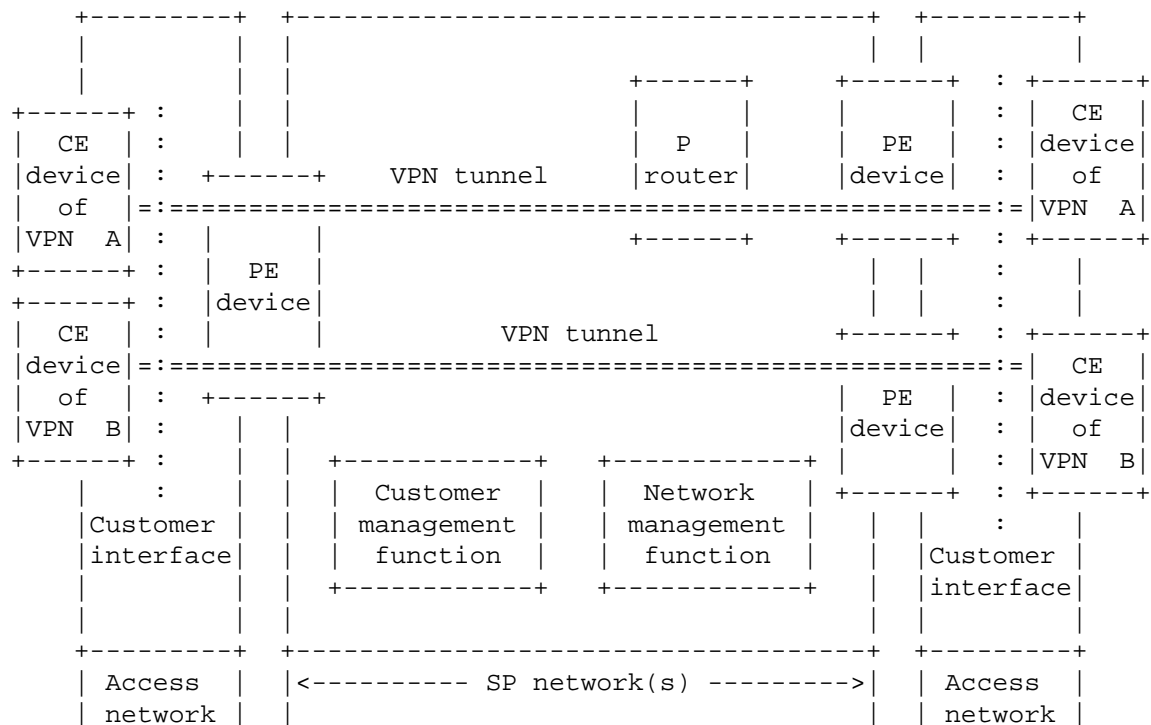 +---------+  +------------------------------------+  +---------+
|         |  |                                    |  |         |
|         |  |                     +------+     +------+  : +------+
+------+ :    |  |                     |      |     |      |  : |  CE  |
|  CE  | :    |  |                     |  P   |     |  PE  |  : |device|
|device| :  +------+    VPN tunnel     |router|     |device|  : |  of  |
|  of  |=:====================================================:=|VPN  A|
|VPN  A| :  |      |                   +------+     +------+  : +------+
+------+ :  |  PE  |                                  |  |    :    |
+------+ :  |device|                                  |  |    :    |
|  CE  | :  |      |           VPN tunnel           +------+  : +------+
|device|=:====================================================:=|  CE  |
|  of  | :  +------+                                |  PE  |  : |device|
|VPN  B| :    |  |                                  |device|  : |  of  |
+------+ :    |  |  +------------+   +------------+ |      |  : |VPN  B|
|    :    |  |  |  Customer  |   |  Network   | +------+  : +------+
|Customer |  |  | management |   | management |   |  |    :    |
|interface|  |  |  function  |   |  function  |   |  |Customer |
|         |  |  +------------+   +------------+   |  |interface|
|         |  |                                    |  |         |
+---------+  +------------------------------------+  +---------+
| Access  |  |<---------- SP network(s) --------->|  | Access  |
| network |  |                                    |  | network |